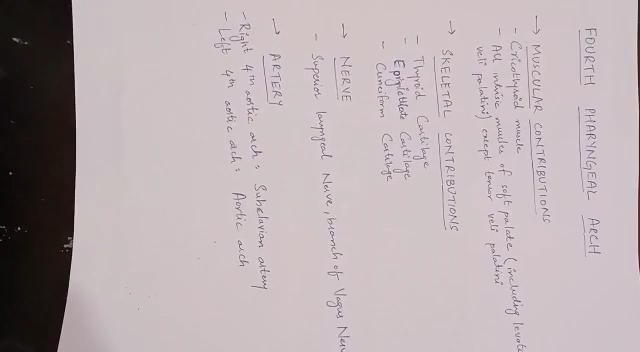 FOURTH PHARYNGEAL ARCH
→ MUSCULAR CONTRIBUTIONS
- Cricothyroid muscle
- All intrinsic muscles of soft palate (including levator
veli palatini) except tensor veli palatini
→ SKELETAL CONTRIBUTIONS
- Thyroid Cartilage
- Cartilage
- Cuneiform Cartilage
→ NERVE
- Superior laryngeal Nerve, branch of Vagus Nerv
→ ARTERY
- Right 4th aortic arch: Subclavian artery
- Left 4th aortic arch: Aortic arch